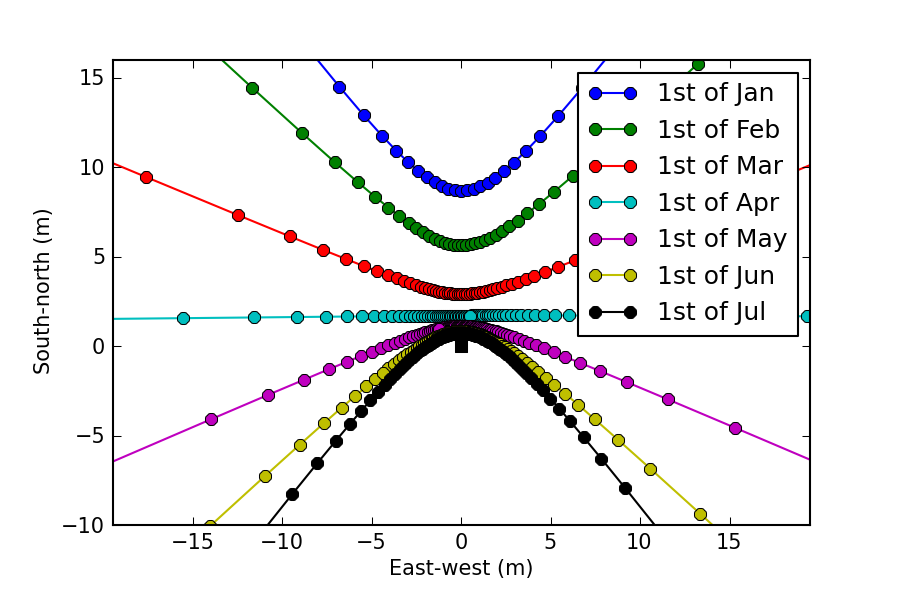 15
10
5
0
−5
−10
South-north (m)
1st of Jan
1st of Feb
1st of Mar
1st of Apr
1st of May
1st of Jun
1st of Jul
−15 −10 −5 0 5 10 15
East-west (m)